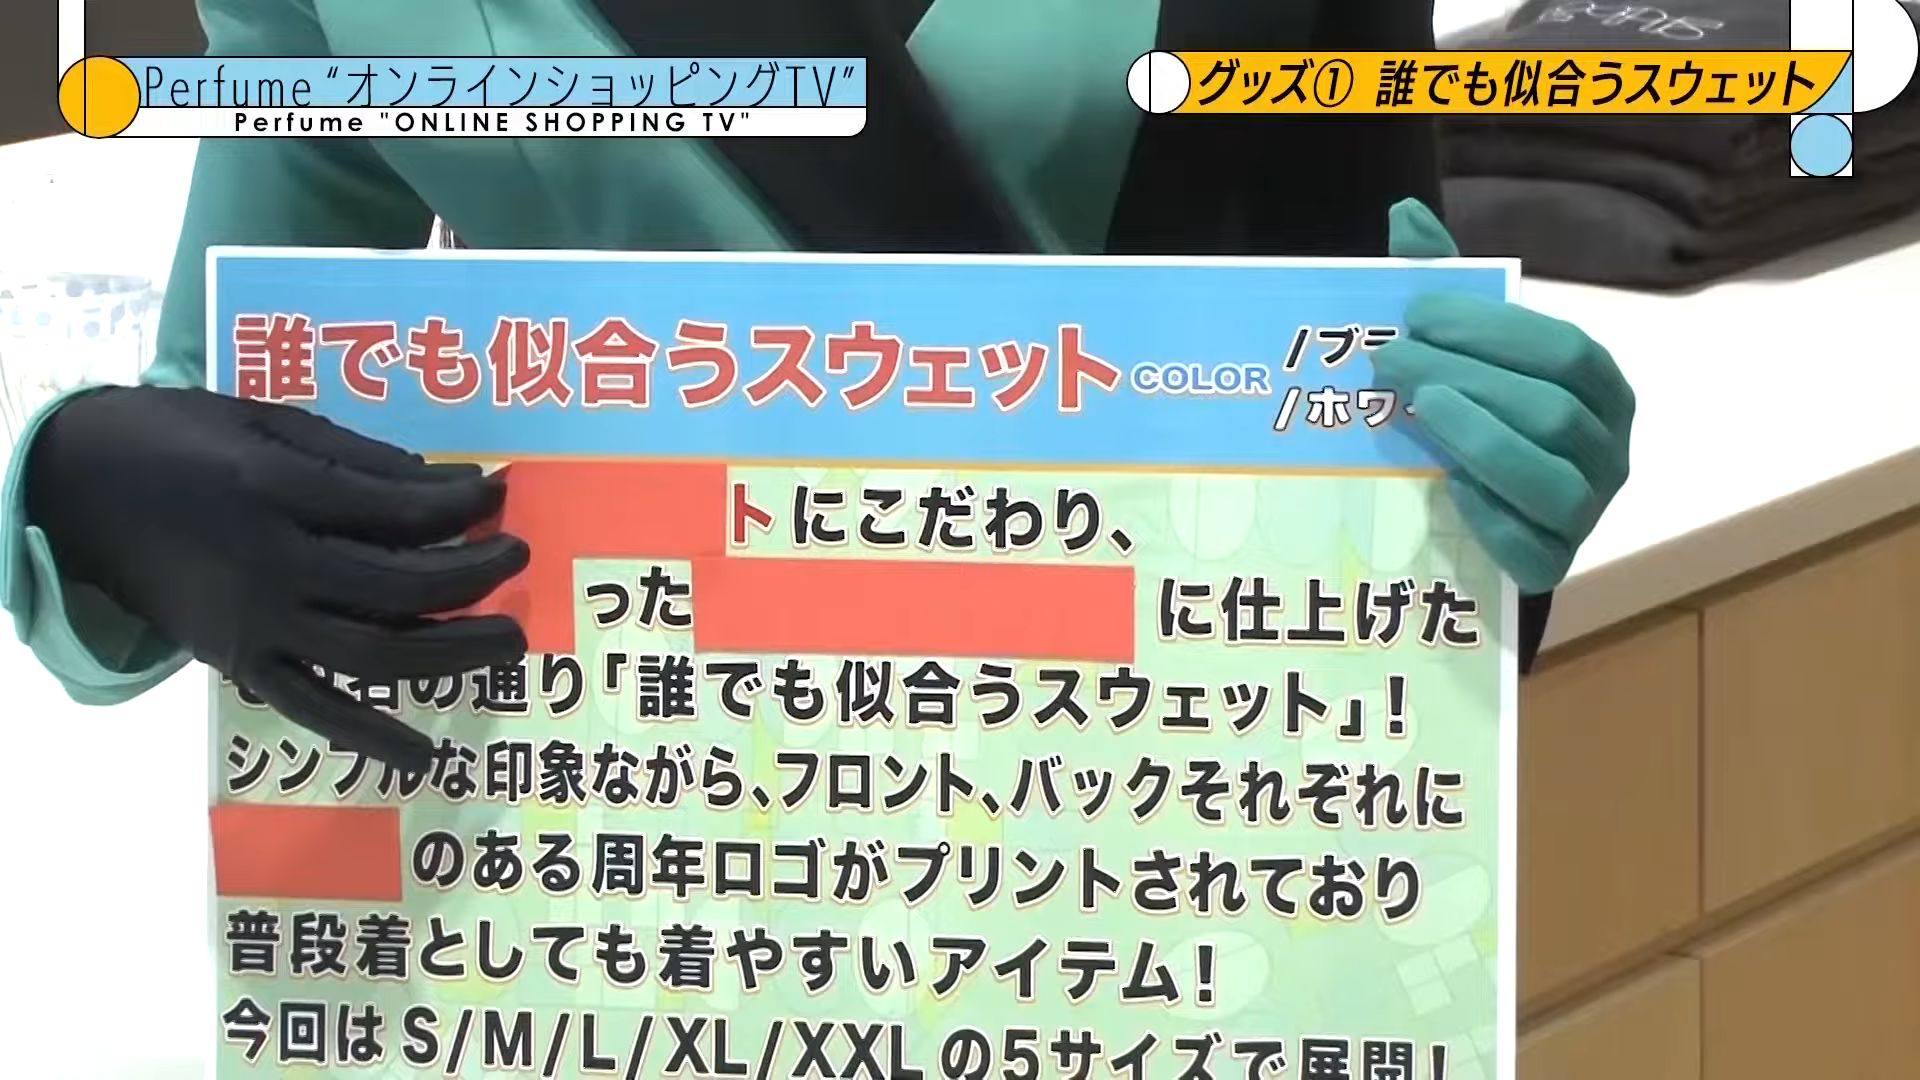 Perfume “オンラインショッピングTV”
Perfume "ONLINE SHOPPING TV"
グッズ① 誰でも似合うスウェット
誰でも似合うスウェット COLOR /ブラ
/ホワイ
トにこだわり、
った に仕上げた
の通り「誰でも似合うスウェット」!
シンプルな印象ながら、フロント、バックそれぞれに
のある周年ロゴがプリントされており
普段着としても着やすいアイテム!
今回はS/M/L/XL/XXLの5サイズで展開!